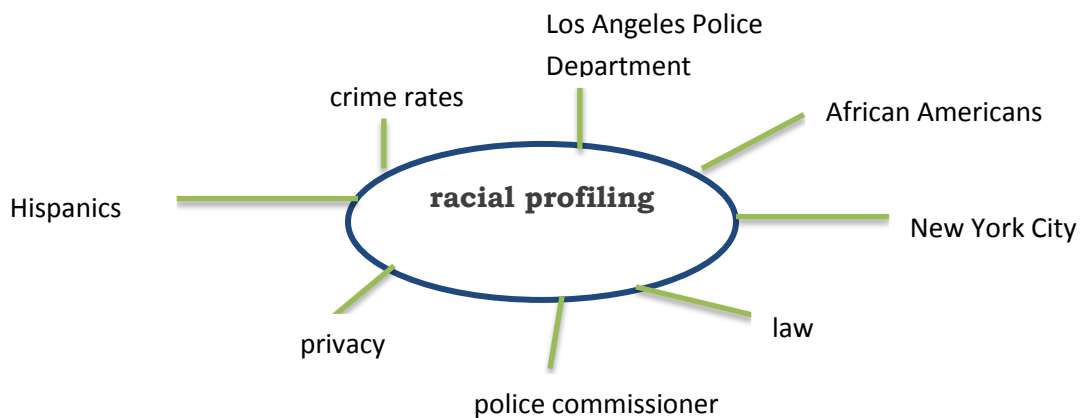 Los Angeles Police
Department
crime rates
African Americans
racial profiling
Hispanics
New York City
law
privacy
police commissioner